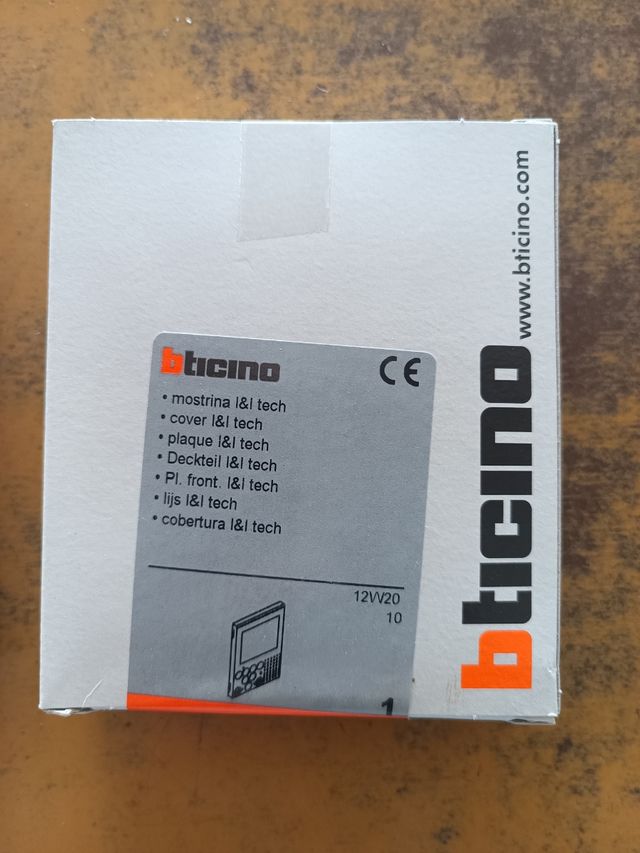 bticino
CE
• mostrina I&I tech
• cover I&I tech
• plaque I&I tech
• Deckteil I&I tech
• Pl. front. I&I tech
• lijs I&I tech
• cobertura I&I tech
12W20
10
1
bticino
www.bticino.com